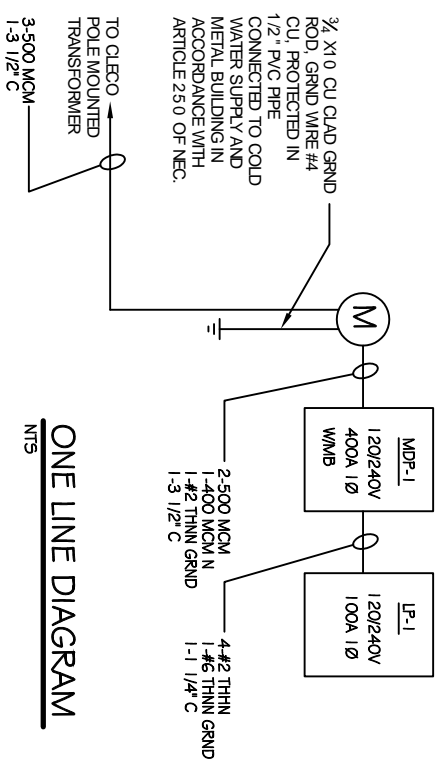 3/4 X10 CU CLAD GRND
ROD, GRND WIRE #4
CU, PROTECTED IN
1/2" PVC PIPE
CONNECTED TO COLD
WATER SUPPLY AND
METAL BUILDING IN
ACCORDANCE WITH
ARTICLE 250 OF NEC.
TO CLECO
POLE MOUNTED
TRANSFORMER
3-500 MCM
1-3 1/2" C
M
MDP-1
120/240V
400A 1Ø
W/MB
LP-1
120/240V
100A 1Ø
2-500 MCM
1-400 MCM N
1-#2 THNN GRND
1-3 1/2" C
4-#2 THHN
1-#6 THNN GRND
1-1 1/4" C
ONE LINE DIAGRAM
NTS